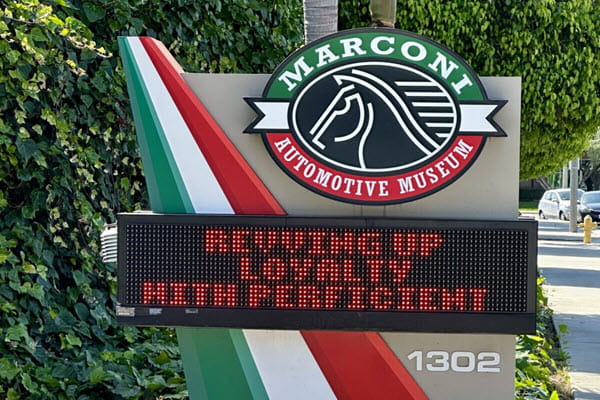 MARCONI
AUTOMOTIVE MUSEUM
REVVING UP
LOYALTY
WITH PERFICIENT
1302